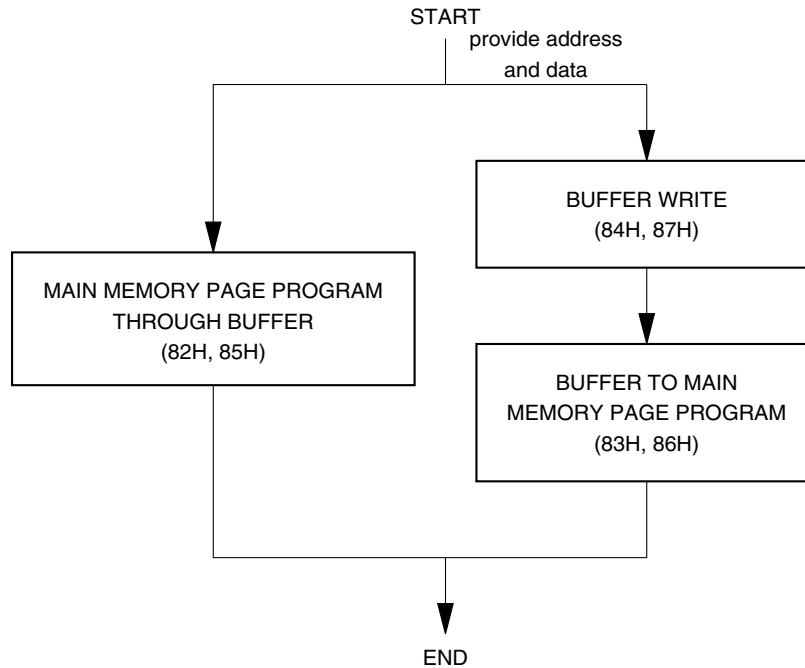 START
provide address
and data
BUFFER WRITE
(84H, 87H)
MAIN MEMORY PAGE PROGRAM
THROUGH BUFFER
(82H, 85H)
BUFFER TO MAIN
MEMORY PAGE PROGRAM
(83H, 86H)
END